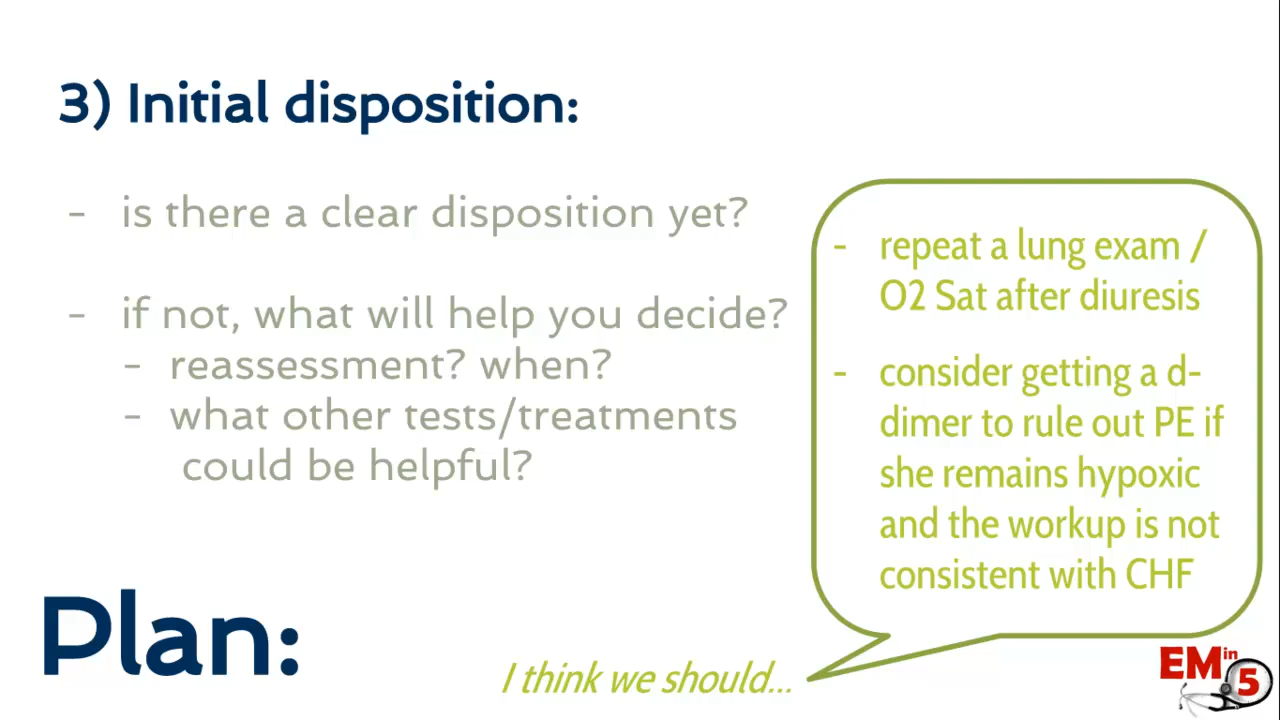 3) Initial disposition:
- is there a clear disposition yet?
- if not, what will help you decide?
- reassessment? when?
- what other tests/treatments
could be helpful?
- repeat a lung exam /
O2 Sat after diuresis
- consider getting a d-
dimer to rule out PE if
she remains hypoxic
and the workup is not
consistent with CHF
Plan:
I think we should...
EM in 5